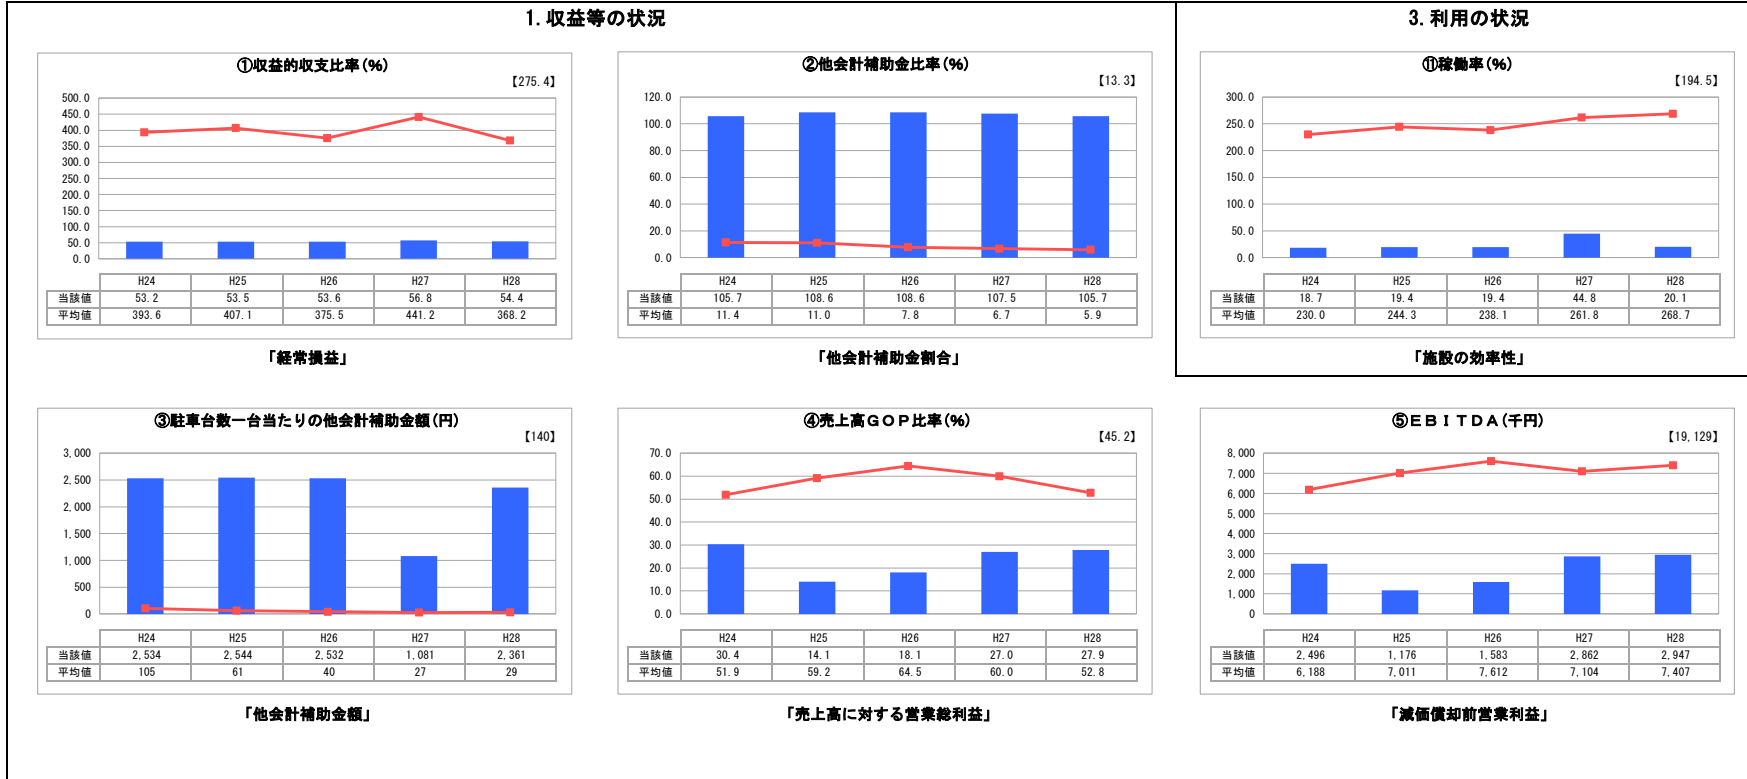 1. 収益等の状況
3. 利用の状況
①収益的収支比率(%)
【275.4】
500.0
450.0
400.0
350.0
300.0
250.0
200.0
150.0
100.0
50.0
0.0
H24 H25 H26 H27 H28
当該値 53.2 53.5 53.6 56.8 54.4
平均値 393.6 407.1 375.5 441.2 368.2
「経常損益」
②他会計補助金比率(%)
【13.3】
120.0
100.0
80.0
60.0
40.0
20.0
0.0
H24 H25 H26 H27 H28
当該値 105.7 108.6 108.6 107.5 105.7
平均値 11.4 11.0 7.8 6.7 5.9
「他会計補助金割合」
⑪稼働率(%)
【194.5】
300.0
250.0
200.0
150.0
100.0
50.0
0.0
H24 H25 H26 H27 H28
当該値 18.7 19.4 19.4 44.8 20.1
平均値 230.0 244.3 238.1 261.8 268.7
「施設の効率性」
③駐車台数一台当たりの他会計補助金額(円)
【140】
3,000
2,500
2,000
1,500
1,000
500
0
H24 H25 H26 H27 H28
当該値 2,534 2,544 2,532 1,081 2,361
平均値 105 61 40 27 29
「他会計補助金額」
④売上高ＧＯＰ比率(%)
【45.2】
70.0
60.0
50.0
40.0
30.0
20.0
10.0
0.0
H24 H25 H26 H27 H28
当該値 30.4 14.1 18.1 27.0 27.9
平均値 51.9 59.2 64.5 60.0 52.8
「売上高に対する営業総利益」
⑤ＥＢＩＴＤＡ(千円)
【19,129】
8,000
7,000
6,000
5,000
4,000
3,000
2,000
1,000
0
H24 H25 H26 H27 H28
当該値 2,496 1,176 1,583 2,862 2,947
平均値 6,188 7,011 7,612 7,104 7,407
「減価償却前営業利益」